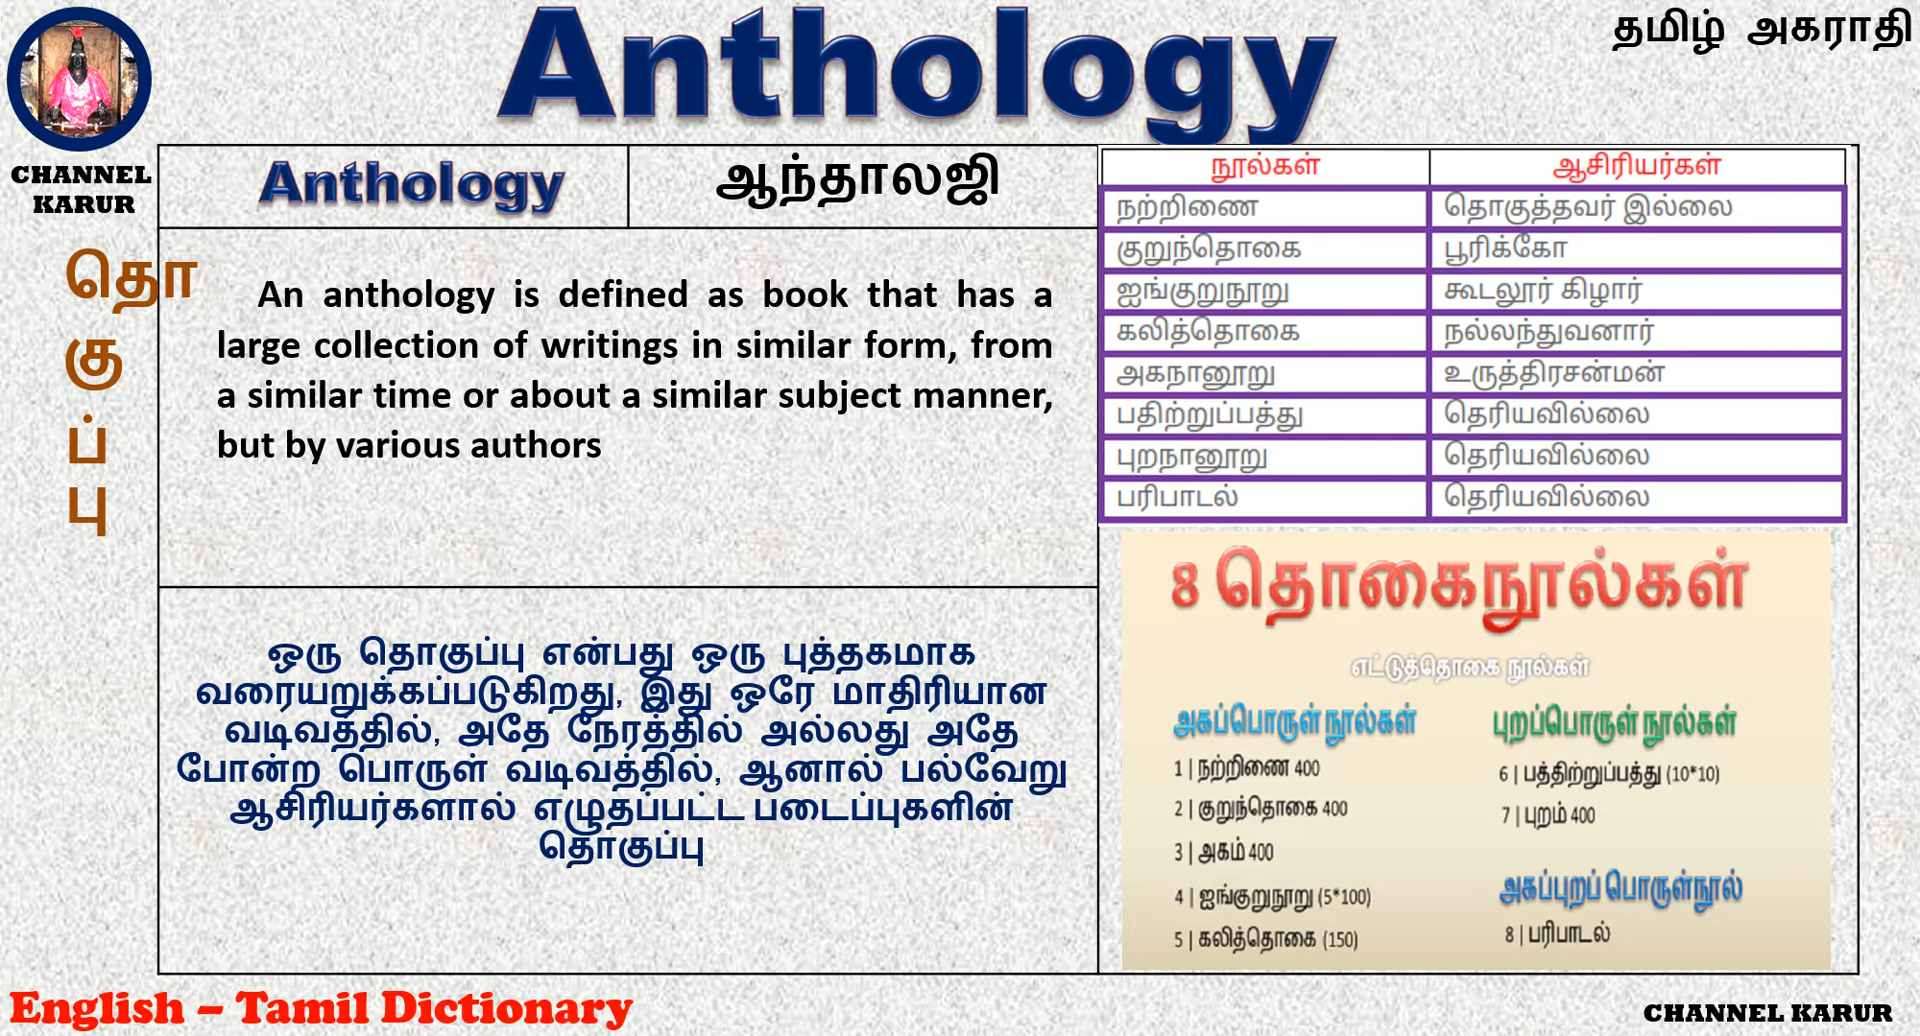 Anthology
தமிழ் அகராதி
CHANNEL
KARUR
Anthology
ஆந்தாலஜி
தொ
கு
ப்
பு
An anthology is defined as book that has a
large collection of writings in similar form, from
a similar time or about a similar subject manner,
but by various authors
ஒரு தொகுப்பு என்பது ஒரு புத்தகமாக
வரையறுக்கப்படுகிறது, இது ஒரே மாதிரியான
வடிவத்தில், அதே நேரத்தில் அல்லது அதே
போன்ற பொருள் வடிவத்தில், ஆனால் பல்வேறு
ஆசிரியர்களால் எழுதப்பட்ட படைப்புகளின்
தொகுப்பு
நூல்கள் ஆசிரியர்கள்
நற்றிணை தொகுத்தவர் இல்லை
குறுந்தொகை பூரிக்கோ
ஐங்குறுநூறு கூடலூர் கிழார்
கலித்தொகை நல்லந்துவனார்
அகநானூறு உருத்திரசன்மன்
பதிற்றுப்பத்து தெரியவில்லை
புறநானூறு தெரியவில்லை
பரிபாடல் தெரியவில்லை
8 தொகைநூல்கள்
எட்டுத்தொகை நூல்கள்
அகப்பொருள் நூல்கள்
1 | நற்றிணை 400
2 | குறுந்தொகை 400
3 | அகம் 400
4 | ஐங்குறுநூறு (5*100)
5 | கலித்தொகை (150)
புறப்பொருள் நூல்கள்
6 | பத்திற்றுப்பத்து (10*10)
7 | புறம் 400
அகப்புறப் பொருள்நூல்
8 | பரிபாடல்
English – Tamil Dictionary
CHANNEL KARUR